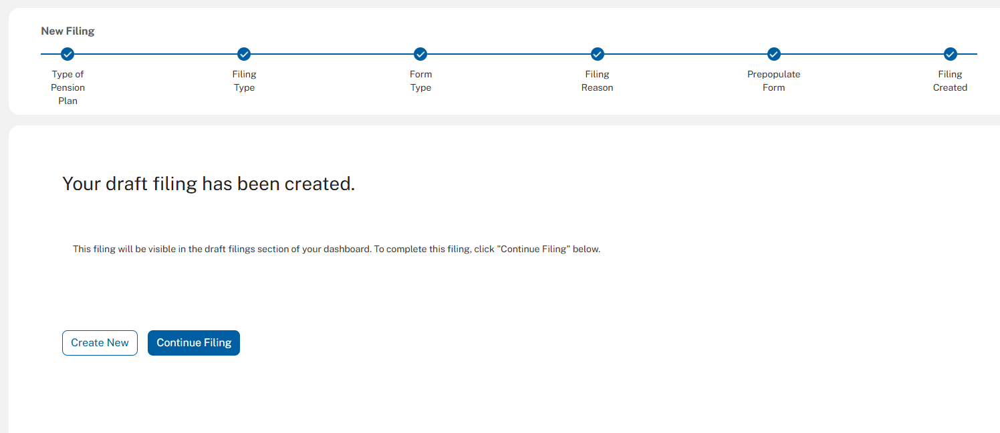 New Filing
Type of
Pension
Plan
Filing
Type
Form
Type
Filing
Reason
Prepopulate
Form
Filing
Created
Your draft filing has been created.
This filing will be visible in the draft filings section of your dashboard. To complete this filing, click "Continue Filing" below.
Create New
Continue Filing